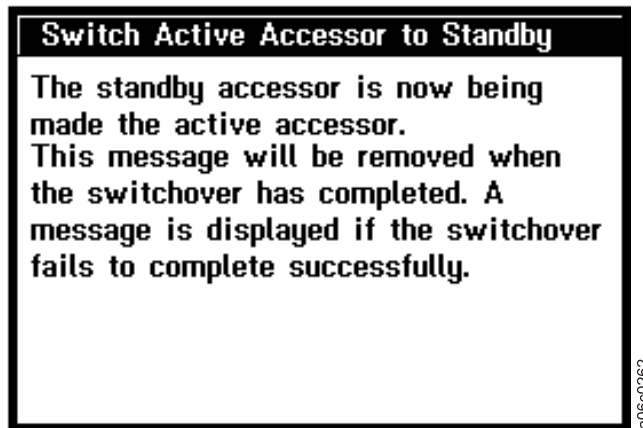 Switch Active Accessor to Standby
The standby accessor is now being
made the active accessor.
This message will be removed when
the switchover has completed. A
message is displayed if the switchover
fails to complete successfully.